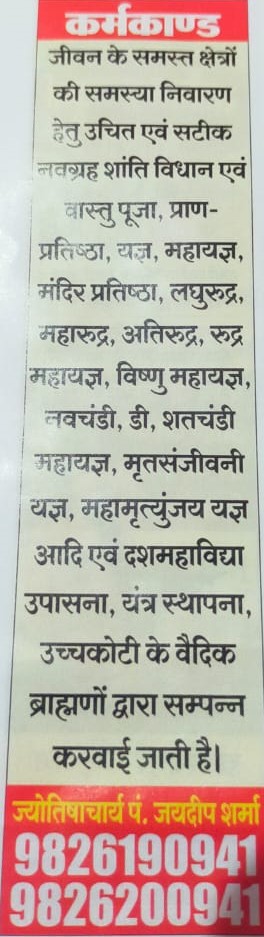 कर्मकाण्ड
जीवन के समस्त क्षेत्रों
की समस्या निवारण
हेतु उचित एवं सटीक
नवग्रह शांति विधान एवं
वास्तु पूजा, प्राण-
प्रतिष्ठा, यज्ञ, महायज्ञ,
मंदिर प्रतिष्ठा, लघुरूद्र,
महारूद्र, अतिरूद्र, रूद्र
महायज्ञ, विष्णु महायज्ञ,
नवचंडी, डी, शतचंडी
महायज्ञ, मृतसंजीवनी
यज्ञ, महामृत्युंजय यज्ञ
आदि एवं दशमहाविद्या
उपासना, यंत्र स्थापना,
उच्चकोटी के वैदिक
ब्राह्मणों द्वारा सम्पन्न
करवाई जाती है।
ज्योतिषाचार्य पं. जयदीप शर्मा
9826190941
9826200941